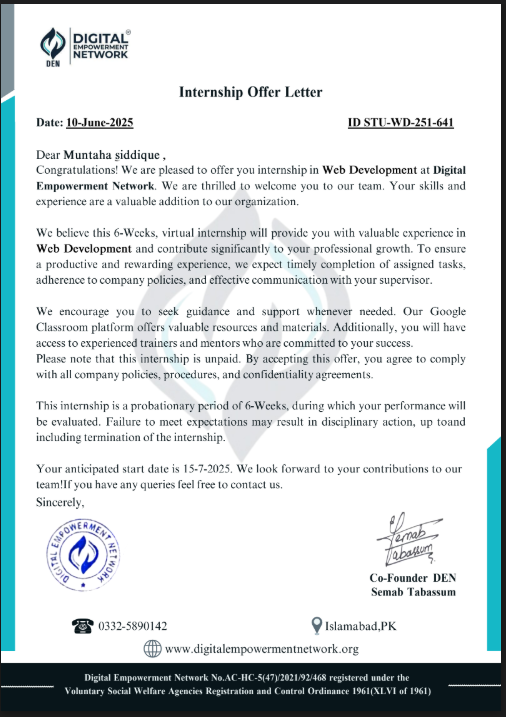 DIGITAL®
EMPOWERMENT
NETWORK
DEN
Internship Offer Letter
Date: 10-June-2025 ID STU-WD-251-641
Dear Muntaha şiddique ,
Congratulations! We are pleased to offer you internship in Web Development at Digital
Empowerment Network. We are thrilled to welcome you to our team. Your skills and
experience are a valuable addition to our organization.
We believe this 6-Weeks, virtual internship will provide you with valuable experience in
Web Development and contribute significantly to your professional growth. To ensure
a productive and rewarding experience, we expect timely completion of assigned tasks,
adherence to company policies, and effective communication with your supervisor.
We encourage you to seek guidance and support whenever needed. Our Google
Classroom platform offers valuable resources and materials. Additionally, you will have
access to experienced trainers and mentors who are committed to your success.
Please note that this internship is unpaid. By accepting this offer, you agree to comply
with all company policies, procedures, and confidentiality agreements.
This internship is a probationary period of 6-Weeks, during which your performance will
be evaluated. Failure to meet expectations may result in disciplinary action, up toand
including termination of the internship.
Your anticipated start date is 15-7-2025. We look forward to your contributions to our
team!If you have any queries feel free to contact us.
Sincerely,
DIGITAL EMPOWERMENT NETWORK
Semab
Tabassum
Co-Founder DEN
Semab Tabassum
0332-5890142 Islamabad,PK
www.digitalempowermentnetwork.org
Digital Empowerment Network No.AC-HC-5(47)/2021/92/468 registered under the
Voluntary Social Welfare Agencies Registration and Control Ordinance 1961(XLVI of 1961)